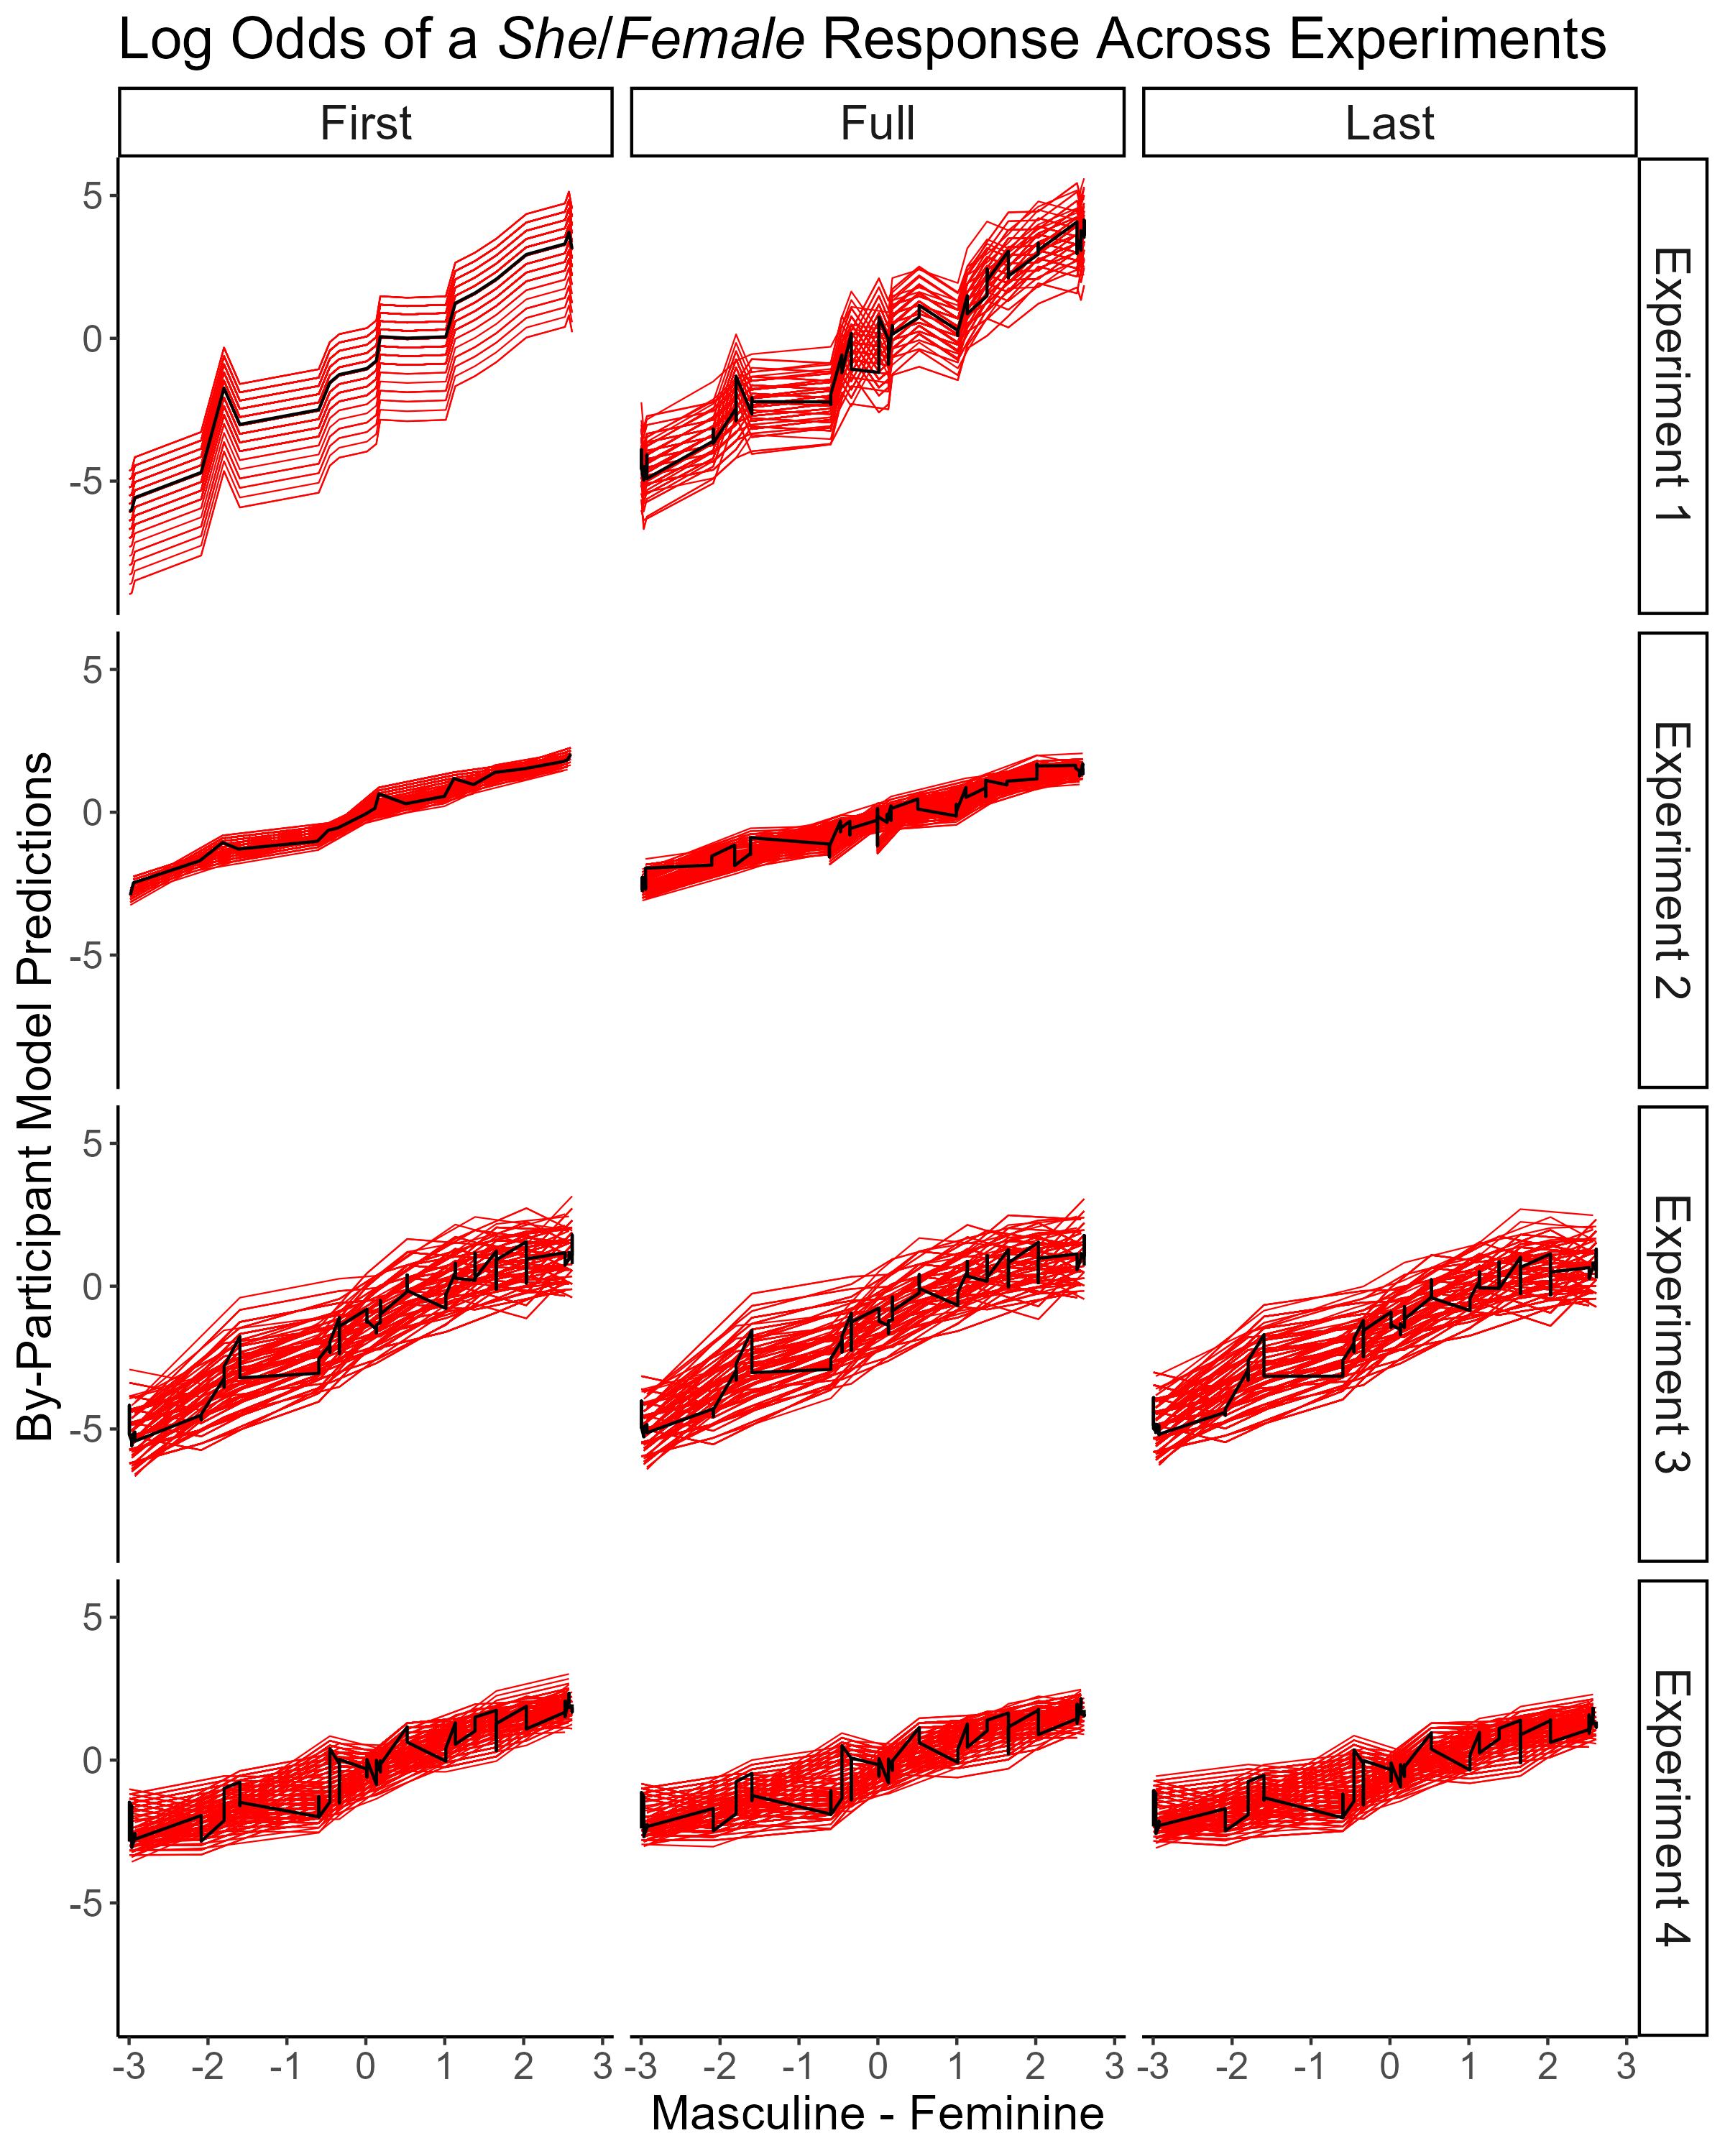 Log Odds of a She/Female Response Across Experiments
First
Full
Last
5
0
-5
Experiment 1
5
0
-5
Experiment 2
By-Participant Model Predictions
5
0
-5
Experiment 3
5
0
-5
Experiment 4
-3 -2 -1 0 1 2 3
-3 -2 -1 0 1 2 3
-3 -2 -1 0 1 2 3
Masculine - Feminine